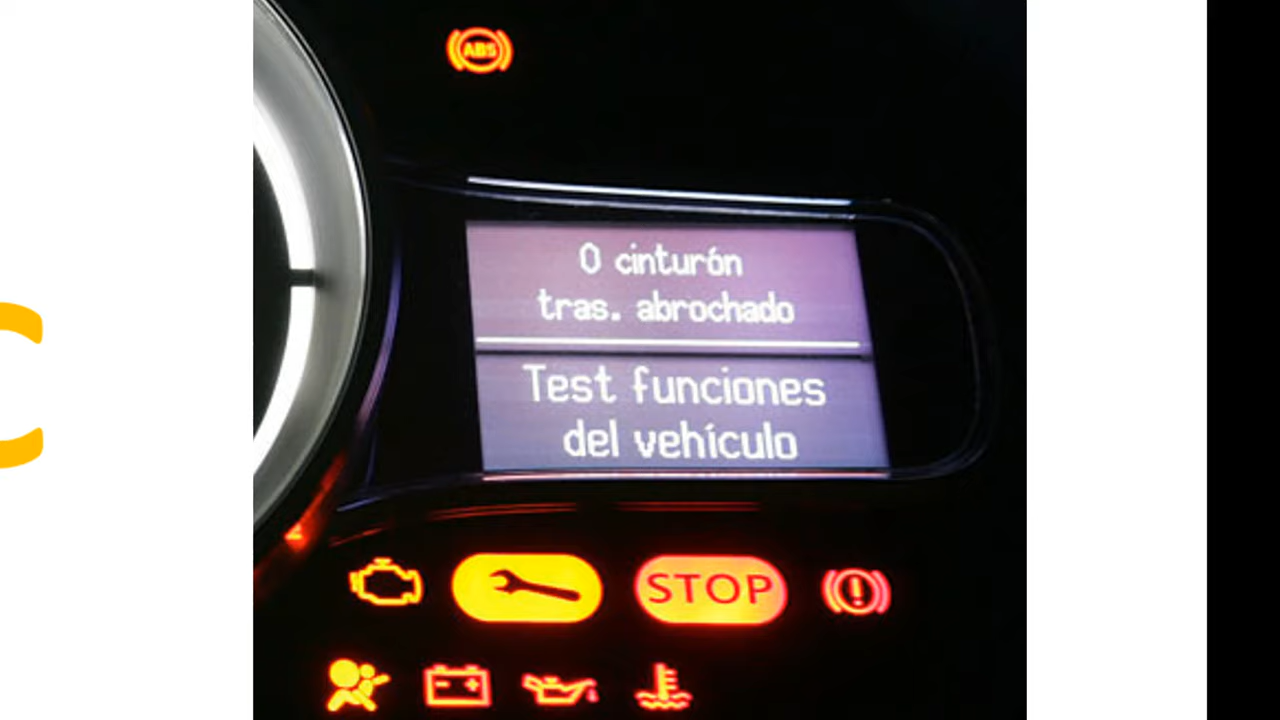 ABS
0 cinturón
tras. abrochado
Test funciones
del vehículo
STOP